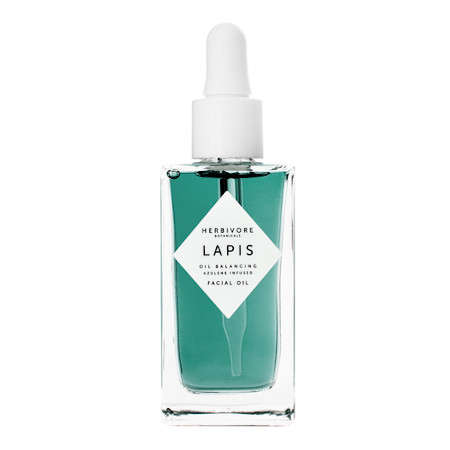 HERBIVORE
BOTANICALS
LAPIS
OIL BALANCING
AZULENE INFUSED
FACIAL OIL